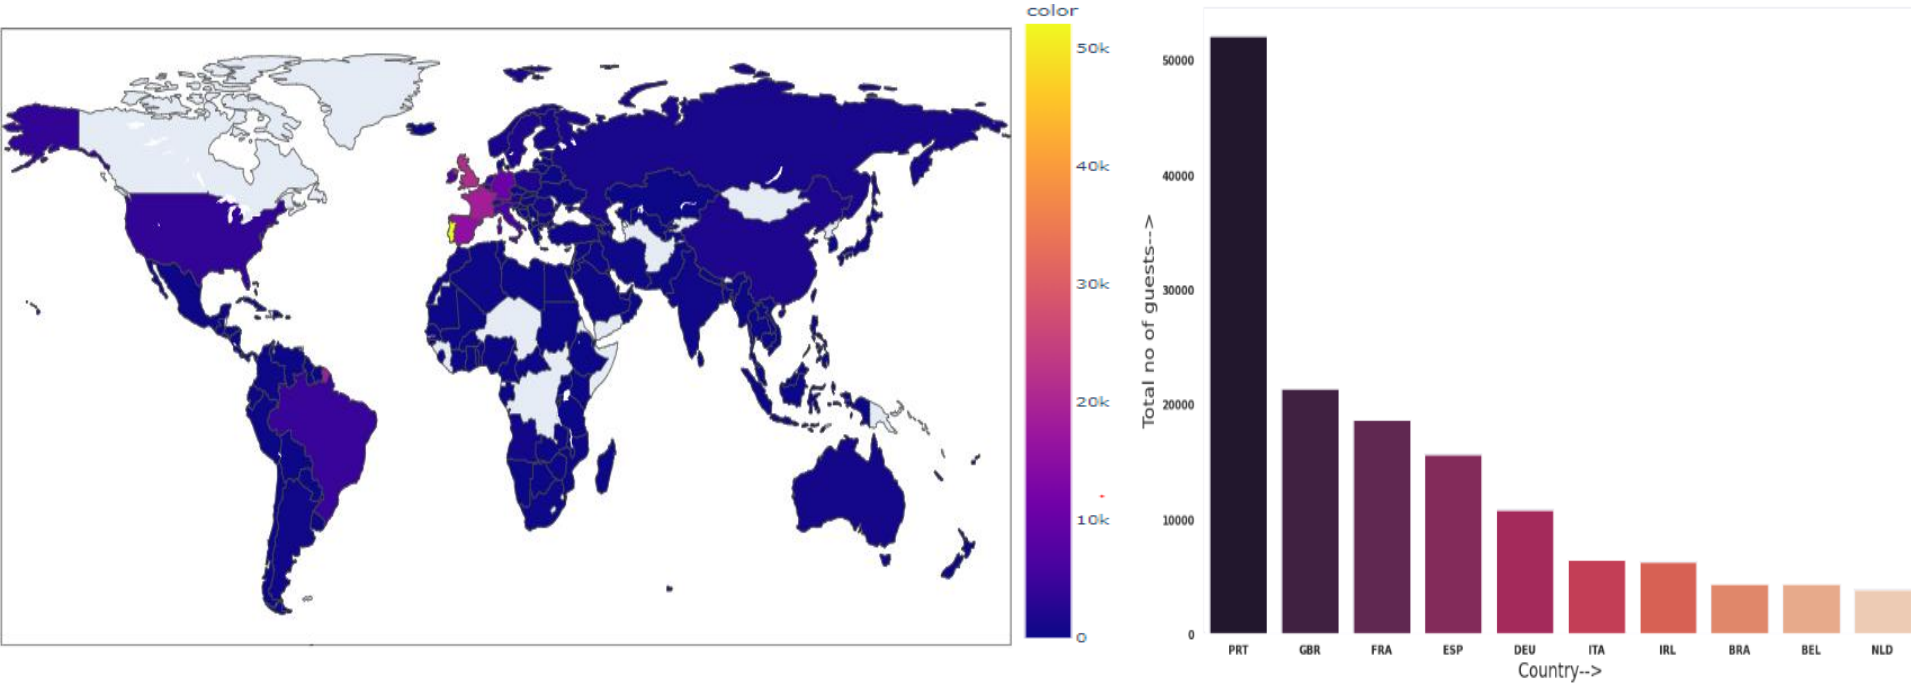 color
50k
40k
30k
20k
10k
0
Total no of guests-->
50000
40000
30000
20000
10000
0
PRT GBR FRA ESP DEU ITA IRL BRA BEL NLD
Country-->